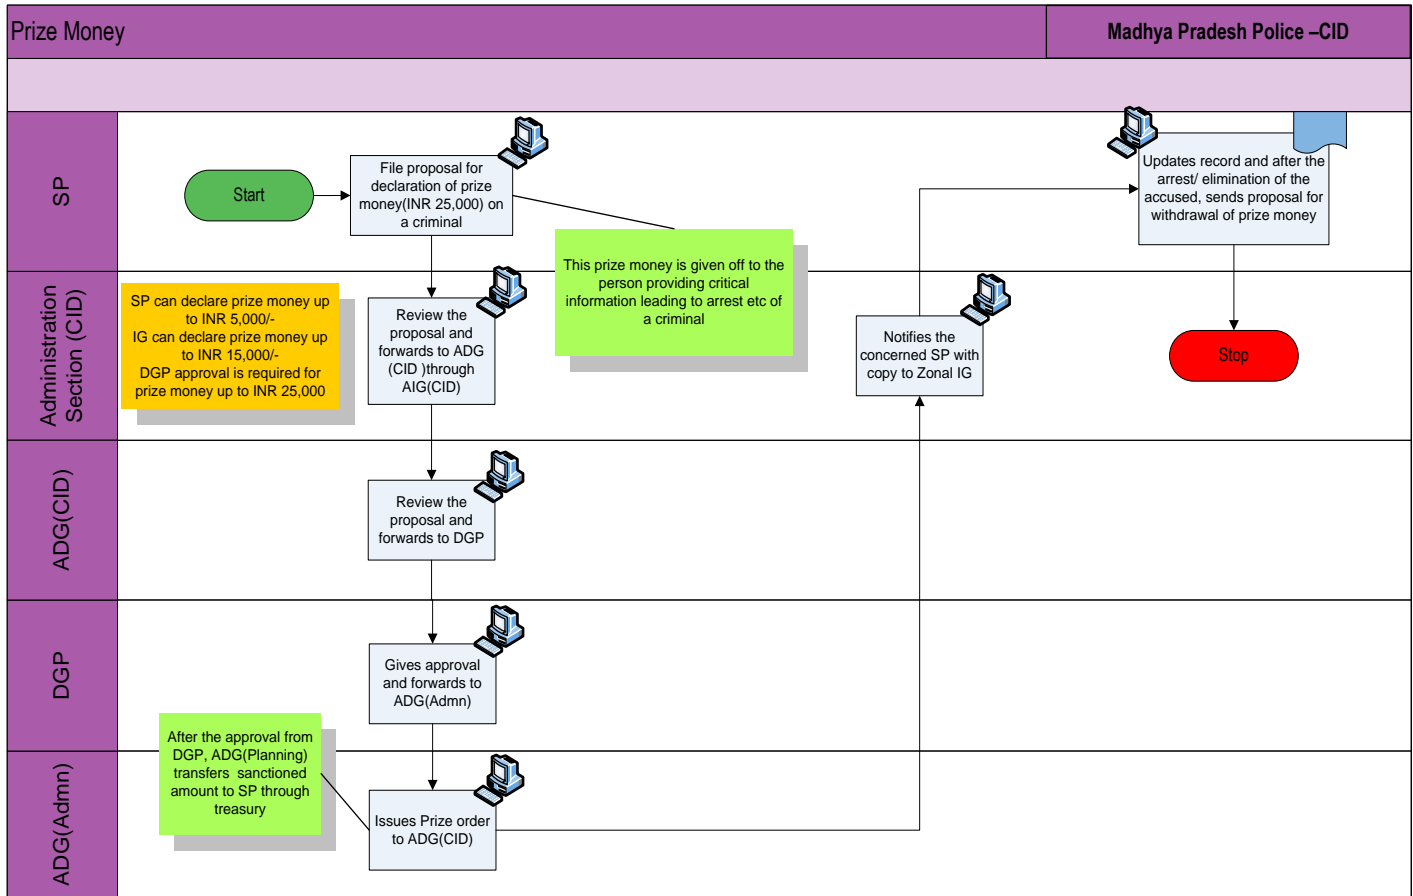 Prize Money
Madhya Pradesh Police –CID
SP
Start
File proposal for
declaration of prize
money(INR 25,000) on
a criminal
This prize money is given off to the
person providing critical
information leading to arrest etc of
a criminal
Updates record and after the
arrest/ elimination of the
accused, sends proposal for
withdrawal of prize money
Administration
Section (CID)
SP can declare prize money up
to INR 5,000/-
IG can declare prize money up
to INR 15,000/-
DGP approval is required for
prize money up to INR 25,000
Review the
proposal and
forwards to ADG
(CID )through
AIG(CID)
Notifies the
concerned SP with
copy to Zonal IG
Stop
ADG(CID)
Review the
proposal and
forwards to DGP
DGP
Gives approval
and forwards to
ADG(Admn)
ADG(Admn)
After the approval from
DGP, ADG(Planning)
transfers sanctioned
amount to SP through
treasury
Issues Prize order
to ADG(CID)